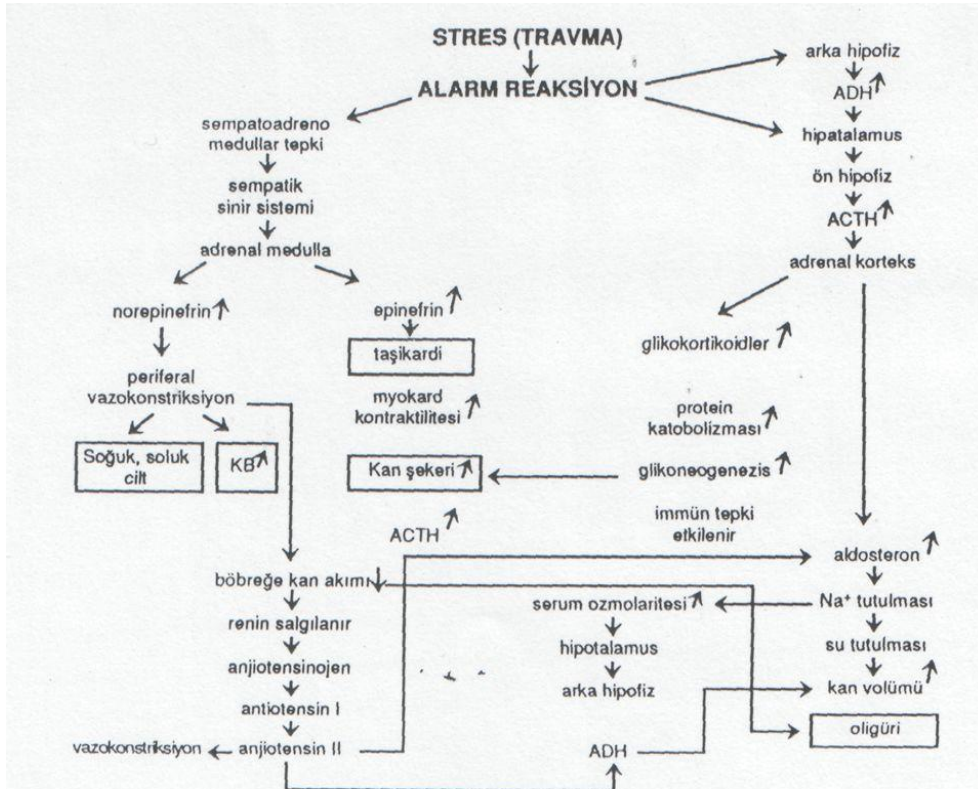 STRES (TRAVMA)
ALARM REAKSİYON
arka hipofiz
ADH
hipatalamus
ön hipofiz
ACTH
adrenal korteks
sempatoadreno
medullar tepki
sempatik
sinir sistemi
adrenal medulla
norepinefrin
epinefrin
taşikardi
glikokortikoidler
periferal
vazokonstriksiyon
myokard
kontraktilitesi
protein
katobolizması
Soğuk, soluk
cilt
KB
Kan şekeri
glikoneogenezis
ACTH
immün tepki
etkilenir
aldosteron
böbreğe kan akımı
serum ozmolaritesi
Na+ tutulması
renin salgılanır
hipotalamus
su tutulması
anjiotensinojen
arka hipofiz
kan volümü
antiotensin I
oligüri
vazokonstriksiyon
anjiotensin II
ADH